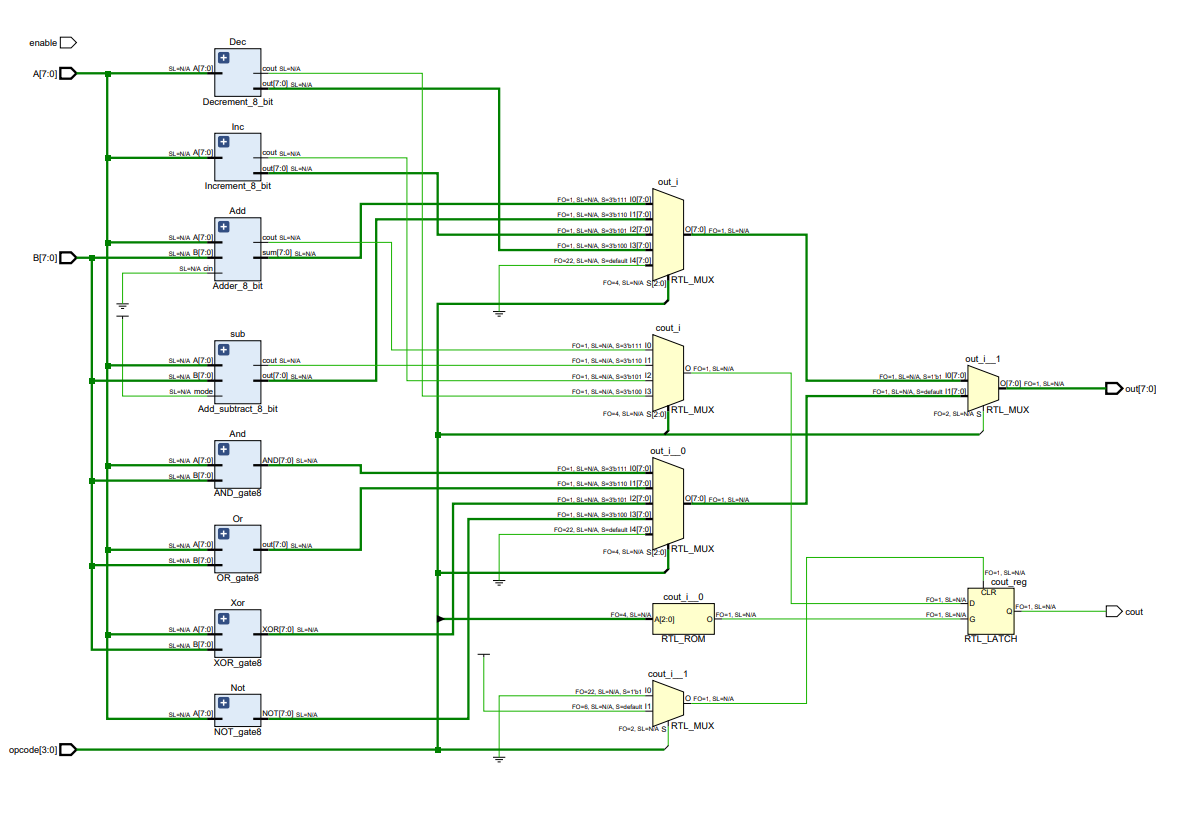 enable
A[7:0]
B[7:0]
opcode[3:0]
Dec
SL=N/A A[7:0]
cout SL=N/A
out[7:0] SL=N/A
Decrement_8_bit
Inc
SL=N/A A[7:0]
cout SL=N/A
out[7:0] SL=N/A
Increment_8_bit
Add
SL=N/A A[7:0]
SL=N/A B[7:0]
SL=N/A cin
cout SL=N/A
sum[7:0] SL=N/A
Adder_8_bit
sub
SL=N/A A[7:0]
SL=N/A B[7:0]
SL=N/A mode
cout SL=N/A
out[7:0] SL=N/A
Add_subtract_8_bit
And
SL=N/A A[7:0]
SL=N/A B[7:0]
AND[7:0] SL=N/A
AND_gate8
Or
SL=N/A A[7:0]
SL=N/A B[7:0]
out[7:0] SL=N/A
OR_gate8
Xor
SL=N/A A[7:0]
SL=N/A B[7:0]
XOR[7:0] SL=N/A
XOR_gate8
Not
SL=N/A A[7:0]
NOT[7:0] SL=N/A
NOT_gate8
out_i
FO=1, SL=N/A, S=3'b111 I0[7:0]
FO=1, SL=N/A, S=3'b110 I1[7:0]
FO=1, SL=N/A, S=3'b101 I2[7:0]
FO=1, SL=N/A, S=3'b100 I3[7:0]
FO=22, SL=N/A, S=default I4[7:0]
FO=4, SL=N/A S[2:0]
O[7:0] FO=1, SL=N/A
RTL_MUX
cout_i
FO=1, SL=N/A, S=3'b111 I0
FO=1, SL=N/A, S=3'b110 I1
FO=1, SL=N/A, S=3'b101 I2
FO=1, SL=N/A, S=3'b100 I3
FO=4, SL=N/A S[2:0]
O FO=1, SL=N/A
RTL_MUX
out_i__0
FO=1, SL=N/A, S=3'b111 I0[7:0]
FO=1, SL=N/A, S=3'b110 I1[7:0]
FO=1, SL=N/A, S=3'b101 I2[7:0]
FO=1, SL=N/A, S=3'b100 I3[7:0]
FO=22, SL=N/A, S=default I4[7:0]
FO=4, SL=N/A S[2:0]
O[7:0] FO=1, SL=N/A
RTL_MUX
cout_i__0
FO=4, SL=N/A A[2:0]
O FO=1, SL=N/A
RTL_ROM
cout_i__1
FO=22, SL=N/A, S=1'b1 I0
FO=6, SL=N/A, S=default I1
FO=2, SL=N/A S
O FO=1, SL=N/A
RTL_MUX
out_i__1
FO=1, SL=N/A, S=1'b1 I0[7:0]
FO=1, SL=N/A, S=default I1[7:0]
FO=2, SL=N/A S
O[7:0] FO=1, SL=N/A
RTL_MUX
out[7:0]
FO=1, SL=N/A
cout_reg
CLR
FO=1, SL=N/A D
FO=1, SL=N/A G
Q FO=1, SL=N/A
RTL_LATCH
cout